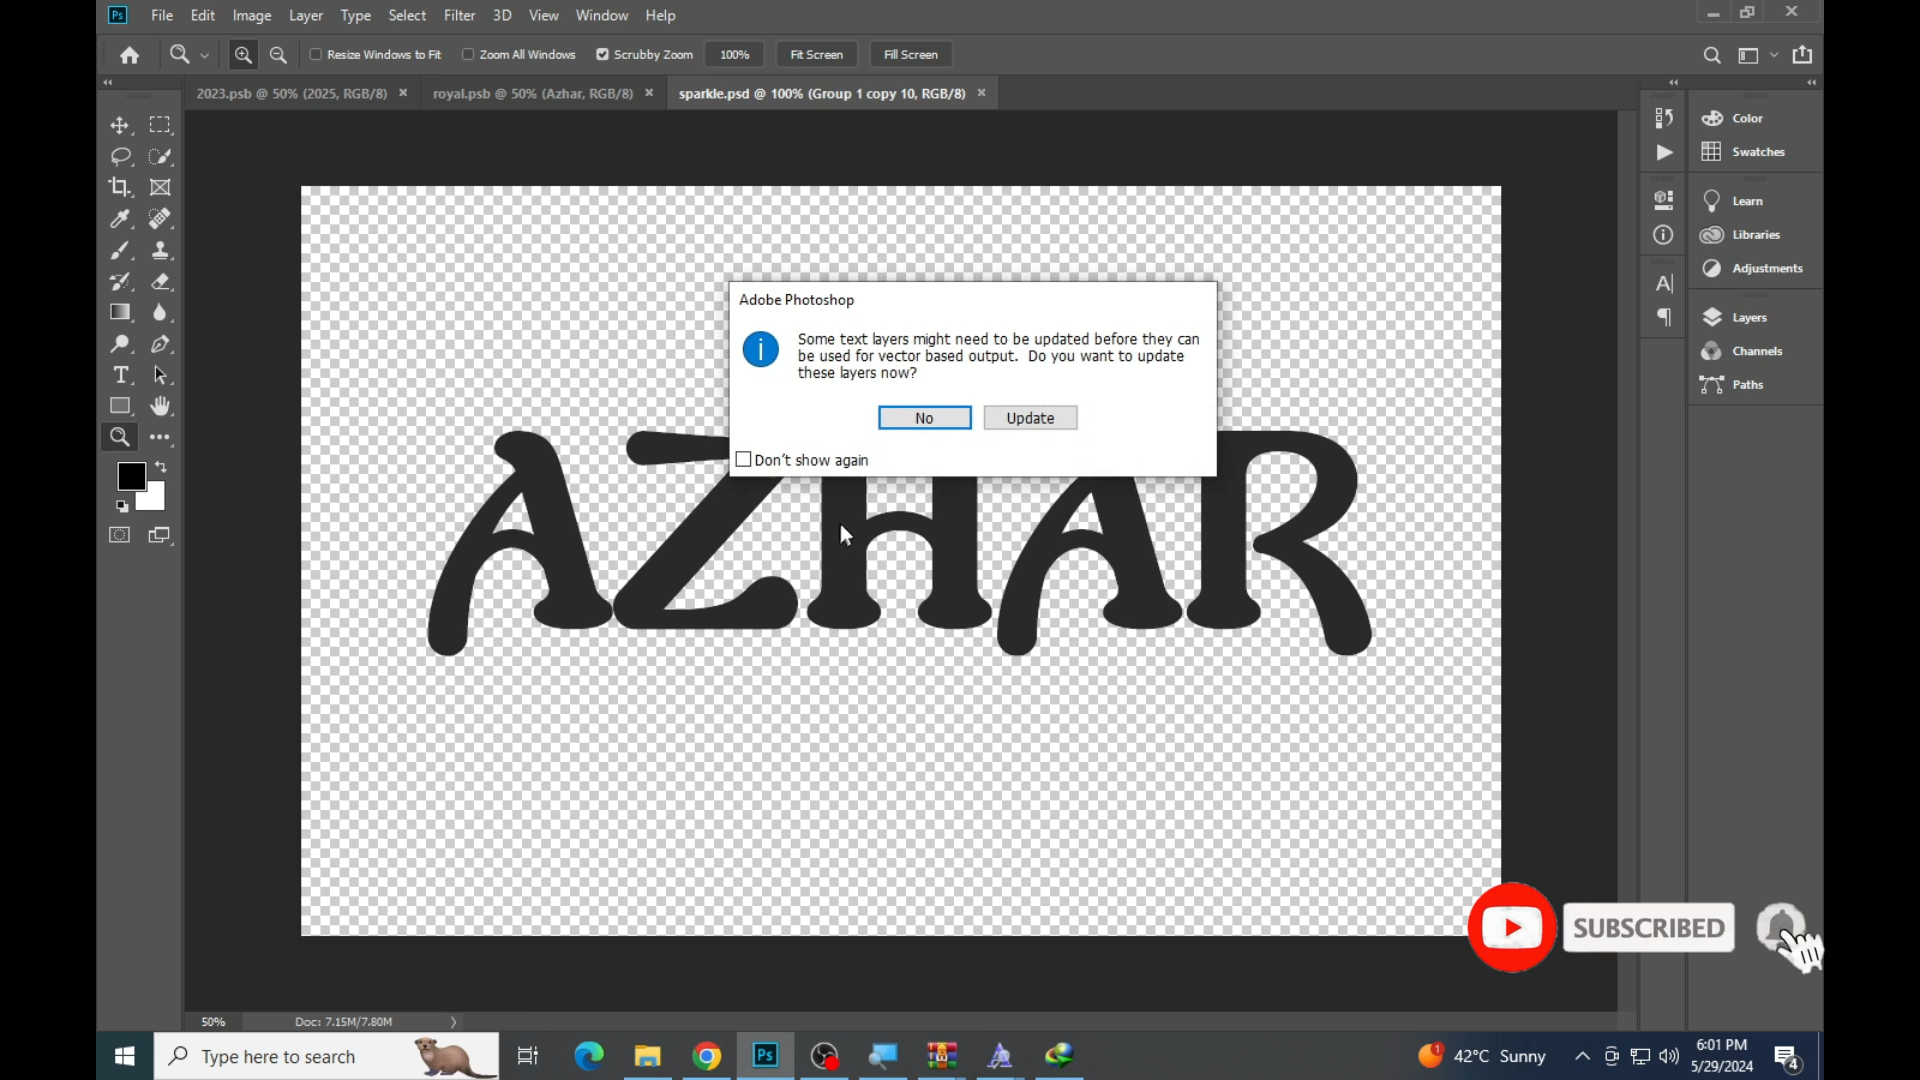 Ps File Edit Image Layer Type Select Filter 3D View Window Help
Resize Windows to Fit Zoom All Windows Scrubby Zoom 100% Fit Screen Fill Screen
2023.psb @ 50% (2025, RGB/8) × royal.psb @ 50% (Azhar, RGB/8) × sparkle.psd @ 100% (Group 1 copy 10, RGB/8) ×
Color
Swatches
Learn
Libraries
Adjustments
Layers
Channels
Paths
Adobe Photoshop
Some text layers might need to be updated before they can
be used for vector based output. Do you want to update
these layers now?
No Update
Don't show again
AZHAR
SUBSCRIBED
50% Doc: 7.15M/7.80M
Type here to search
Ps
1
42°C Sunny
6:01 PM
5/29/2024
4